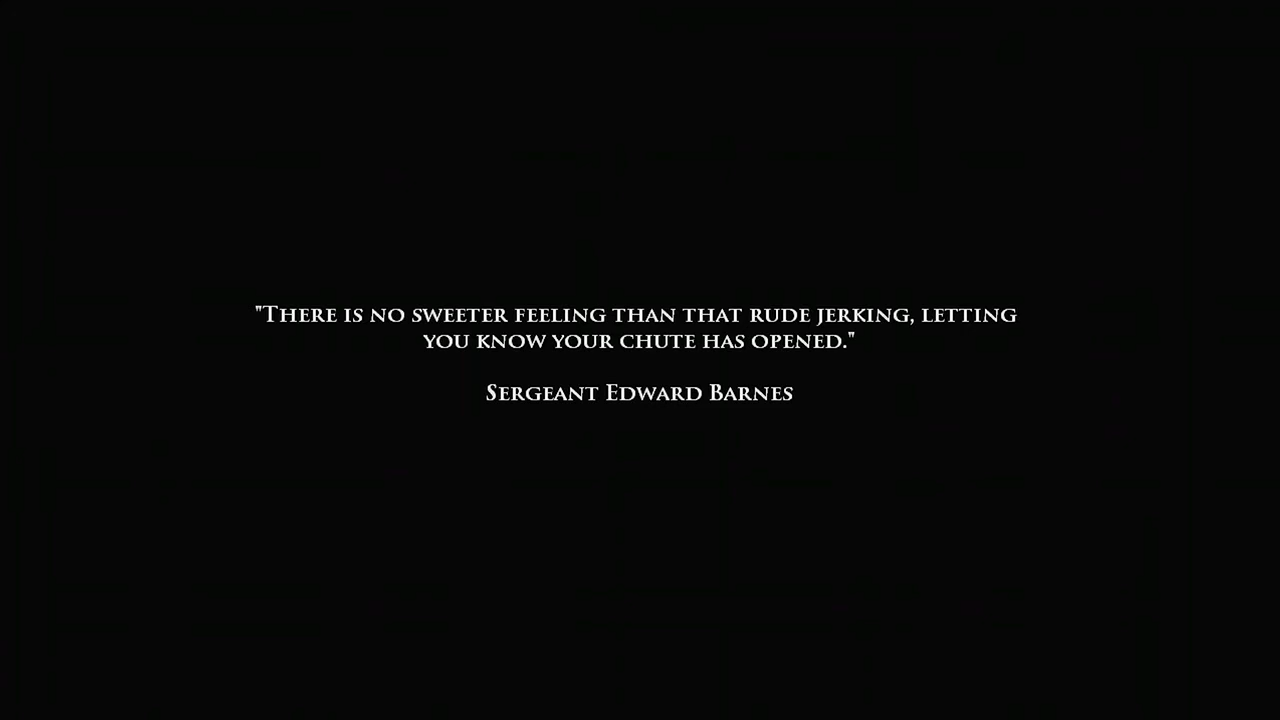 "There is no sweeter feeling than that rude jerking, letting
you know your chute has opened."
Sergeant Edward Barnes